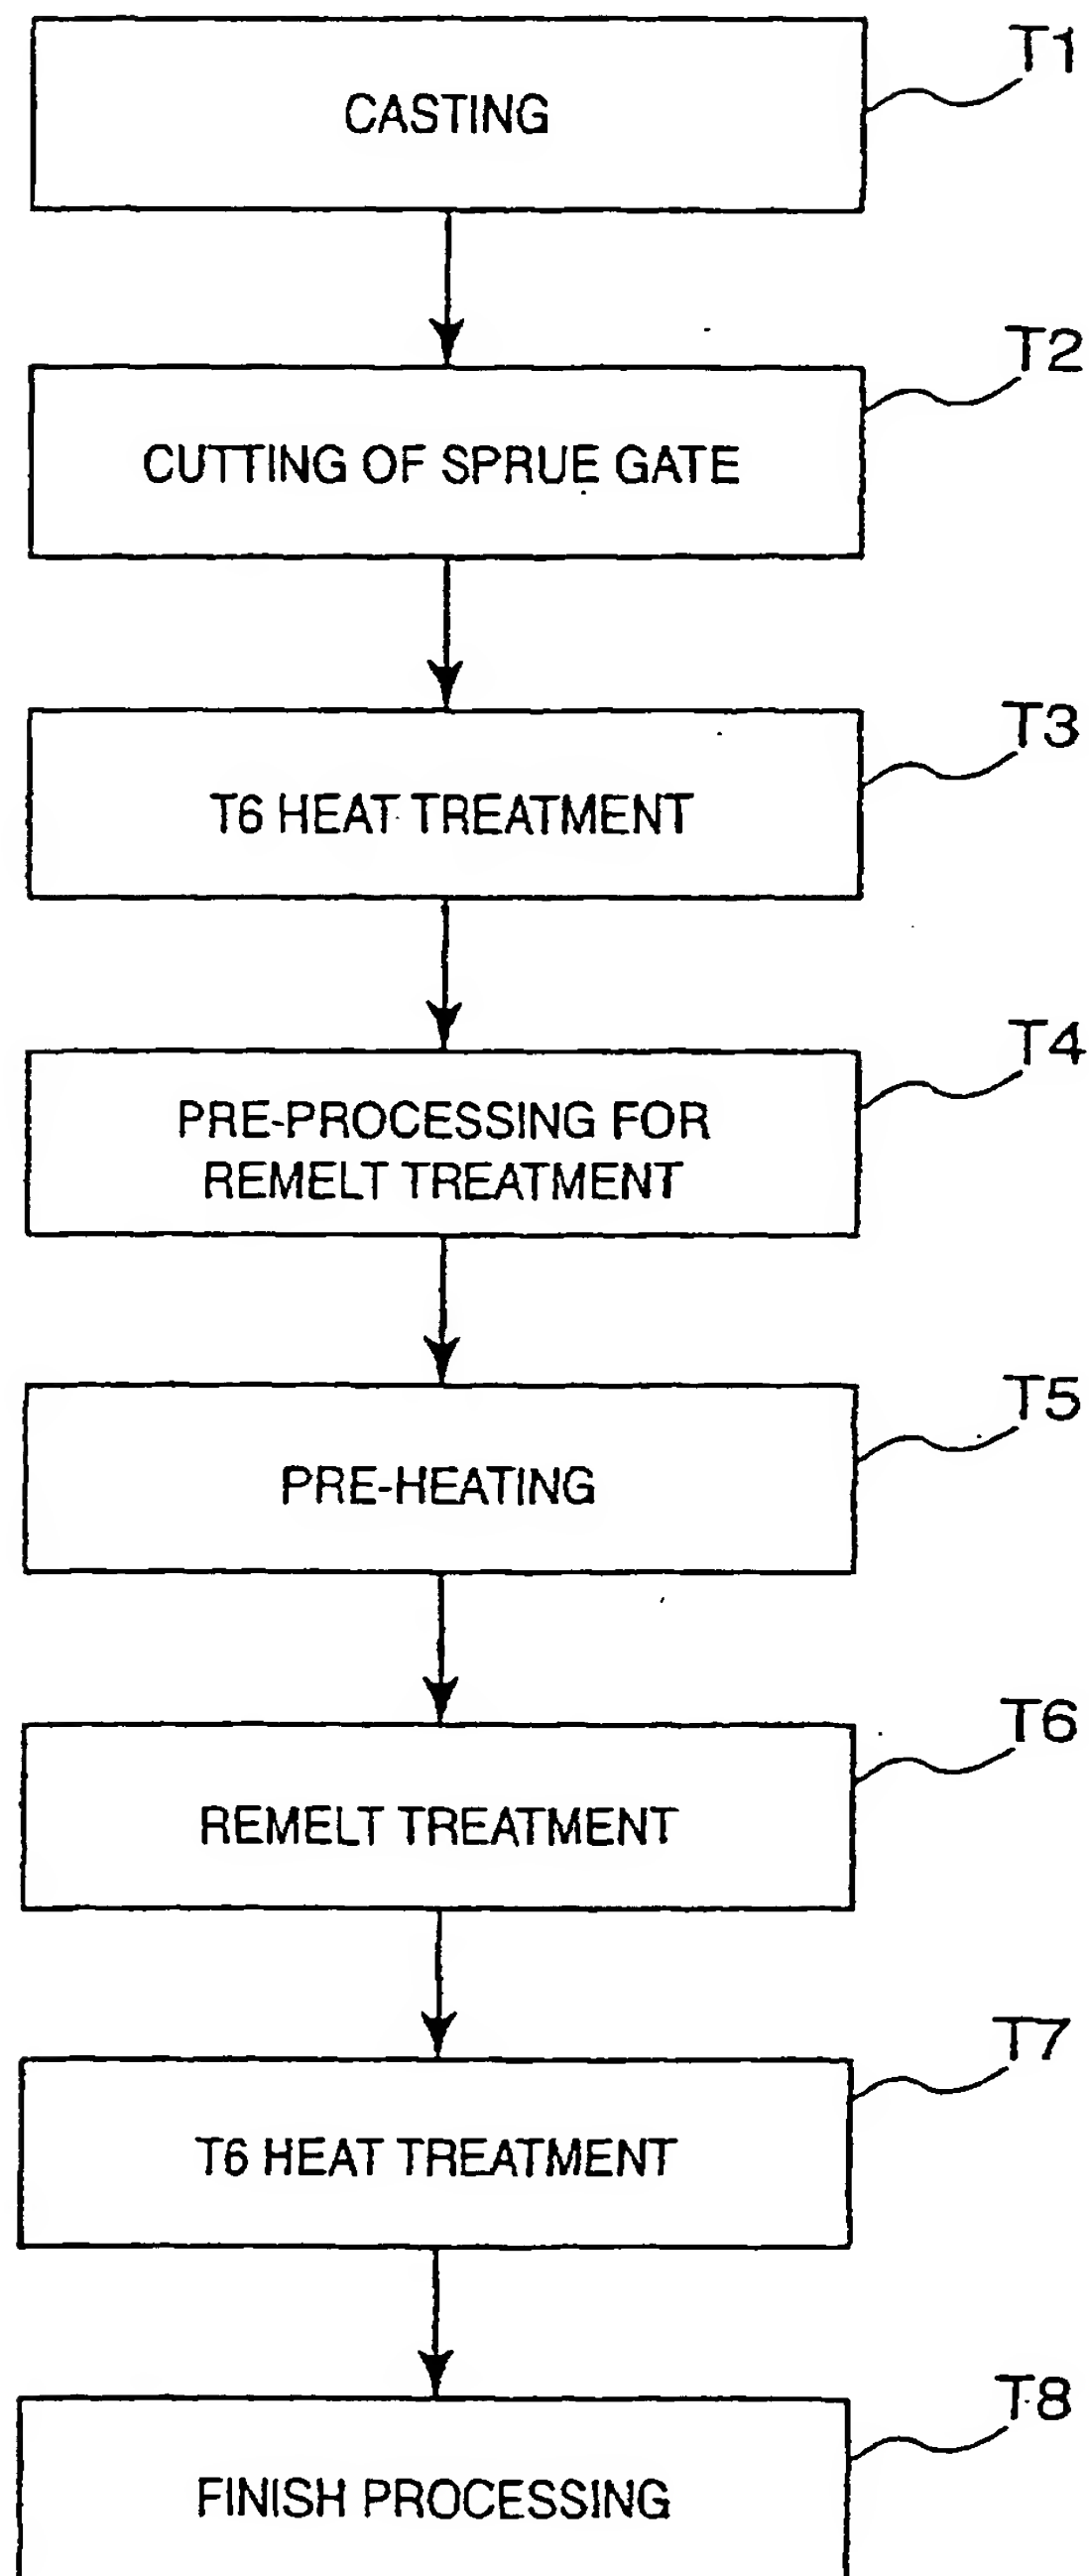 CASTING
T1
CUTTING OF SPRUE GATE
T2
T6 HEAT TREATMENT
T3
PRE-PROCESSING FOR
REMELT TREATMENT
T4
PRE-HEATING
T5
REMELT TREATMENT
T6
T6 HEAT TREATMENT
T7
FINISH PROCESSING
T8